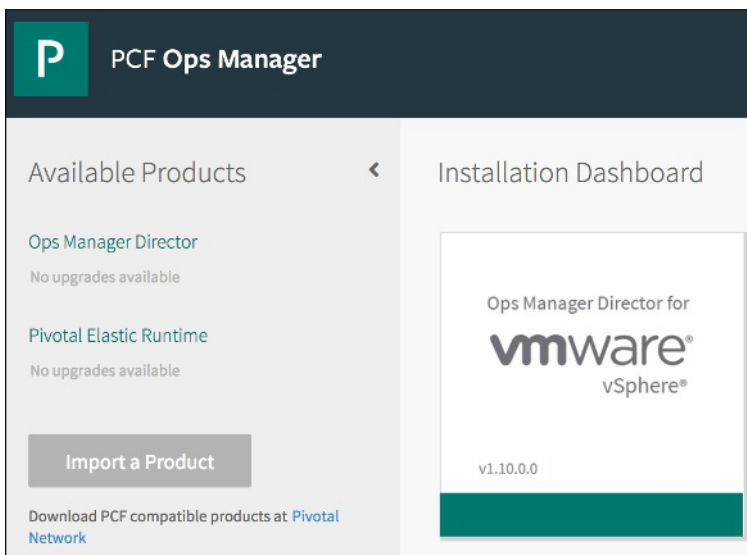 P
PCF Ops Manager
Available Products
Ops Manager Director
No upgrades available
Pivotal Elastic Runtime
No upgrades available
Import a Product
Download PCF compatible products at Pivotal
Network
Installation Dashboard
Ops Manager Director for
vmware®
vSphere®
v1.10.0.0